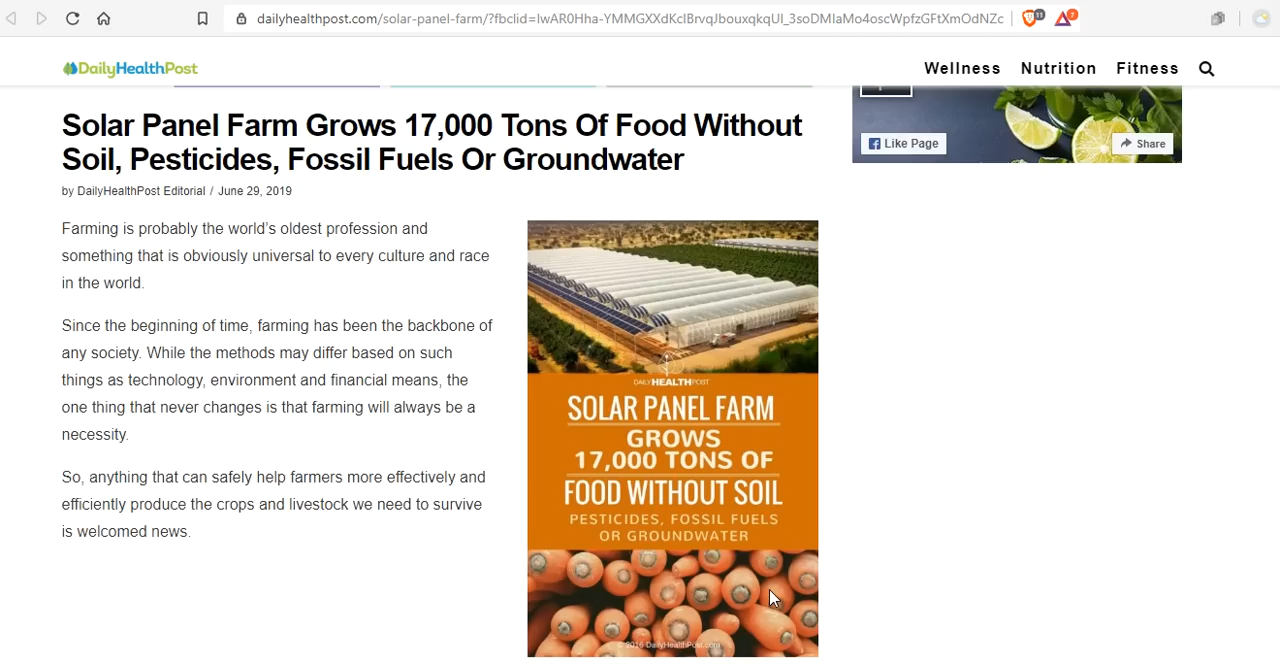 dailyhealthpost.com/solar-panel-farm/?fbclid=IwAR0Hha-YMMGXXdKclBrvqJbouxqkqUI_3soDMIaMo4oscWpfzGFtXmOdNZc
11
7
DailyHealthPost
Wellness Nutrition Fitness
Solar Panel Farm Grows 17,000 Tons Of Food Without
Soil, Pesticides, Fossil Fuels Or Groundwater
Like Page
Share
by DailyHealthPost Editorial / June 29, 2019
Farming is probably the world's oldest profession and
something that is obviously universal to every culture and race
in the world.
Since the beginning of time, farming has been the backbone of
any society. While the methods may differ based on such
things as technology, environment and financial means, the
one thing that never changes is that farming will always be a
necessity.
So, anything that can safely help farmers more effectively and
efficiently produce the crops and livestock we need to survive
is welcomed news.
DAILYHEALTHPOST
SOLAR PANEL FARM
GROWS
17,000 TONS OF
FOOD WITHOUT SOIL
PESTICIDES, FOSSIL FUELS
OR GROUNDWATER
© 2016 DailyHealthPost.com